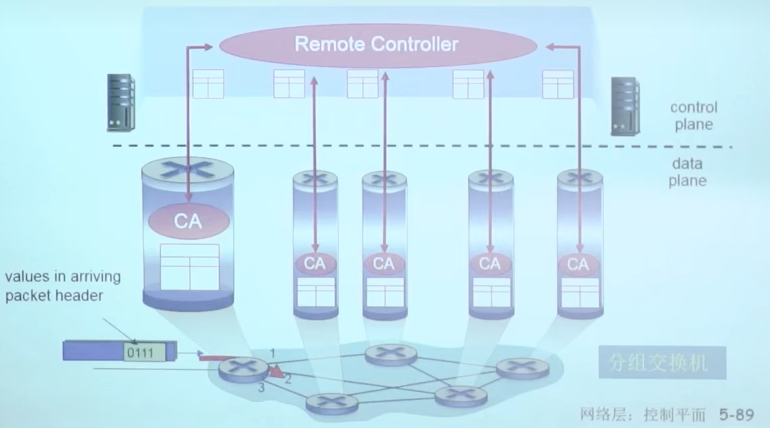 Remote Controller
control
plane
data
plane
CA
CA
CA
CA
CA
values in arriving
packet header
0111
1
2
3
分组交换机
网络层：控制平面 5-89